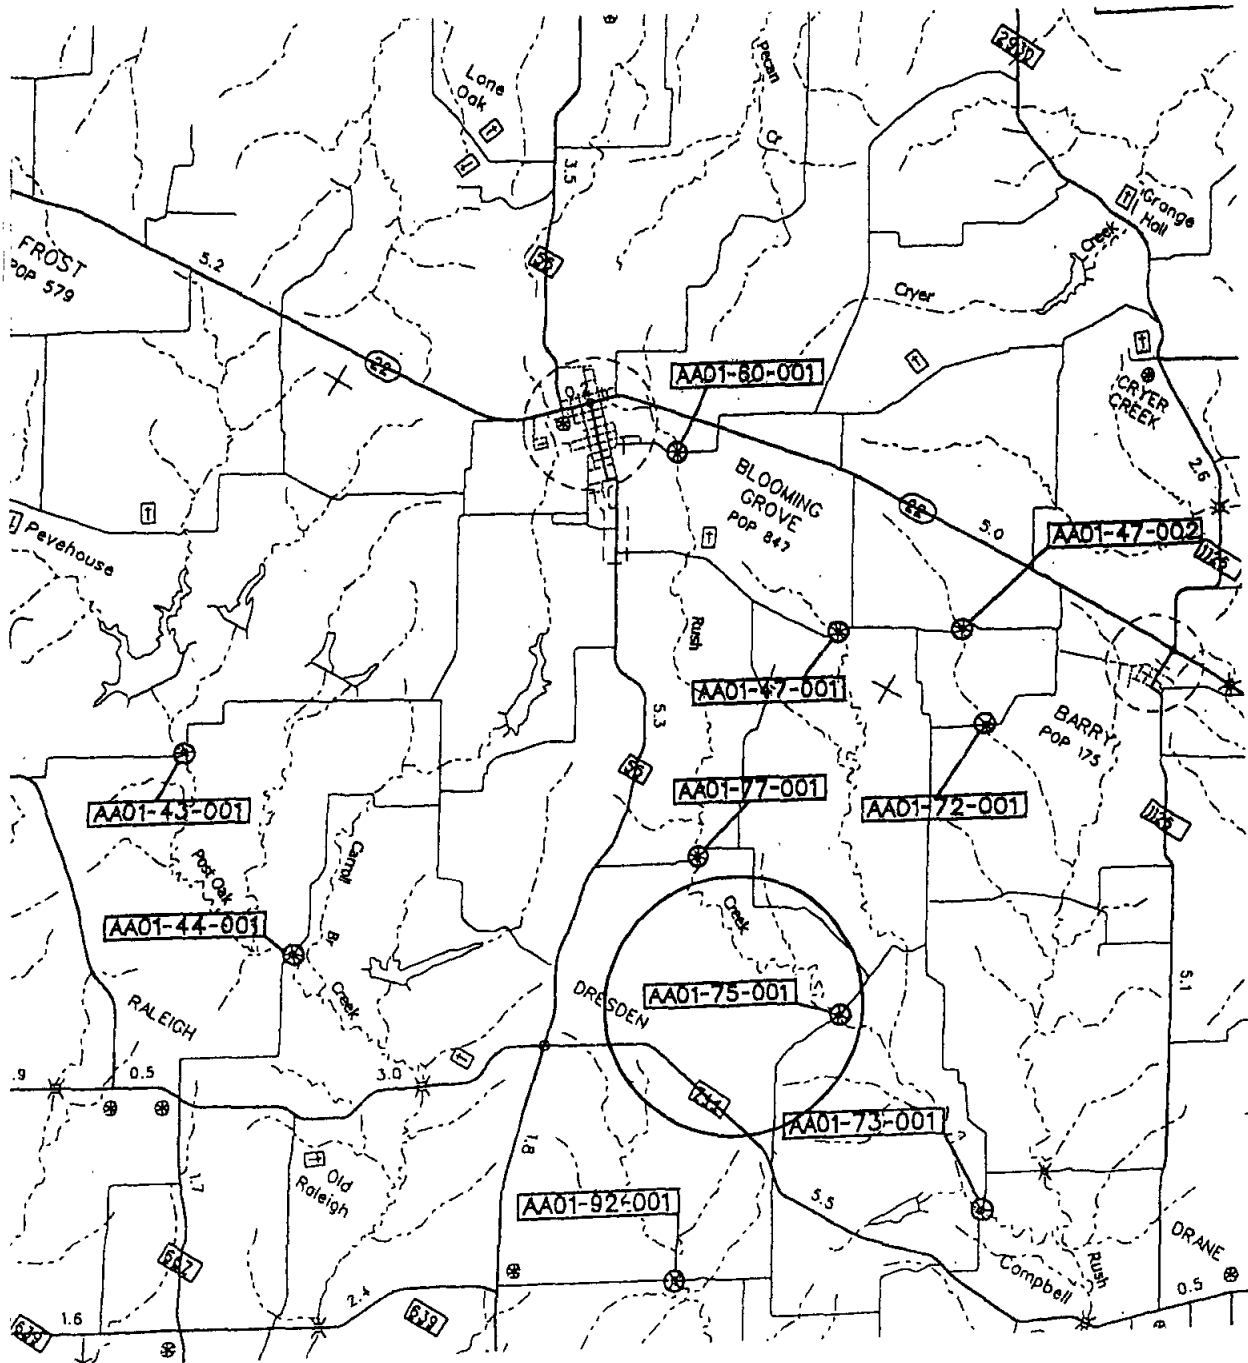 2930
Pecan
Lone
Oak
Cr
3.5
Grange
Hall
Creek
55
FROST
POP 579
5.2
Cryer
22
AA01-60-001
0.2
CRYER
CREEK
BLOOMING
GROVE
POP 847
2.6
22
5.0
AA01-47-002
1126
Pevehouse
Rush
AA01-47-001
5.3
BARRY
POP 175
55
AA01-77-001
AA01-72-001
AA01-43-001
1126
Post Oak
Carroll
Br
AA01-44-001
Creek
Creek
RALEIGH
DRESDEN
AA01-75-001
5.1
.9
0.5
3.0
744
AA01-73-001
1.8
Old
Raleigh
1.7
AA01-92-001
5.5
DRANE
667
Campbell
Rush
0.5
2.4
639
1.6
639